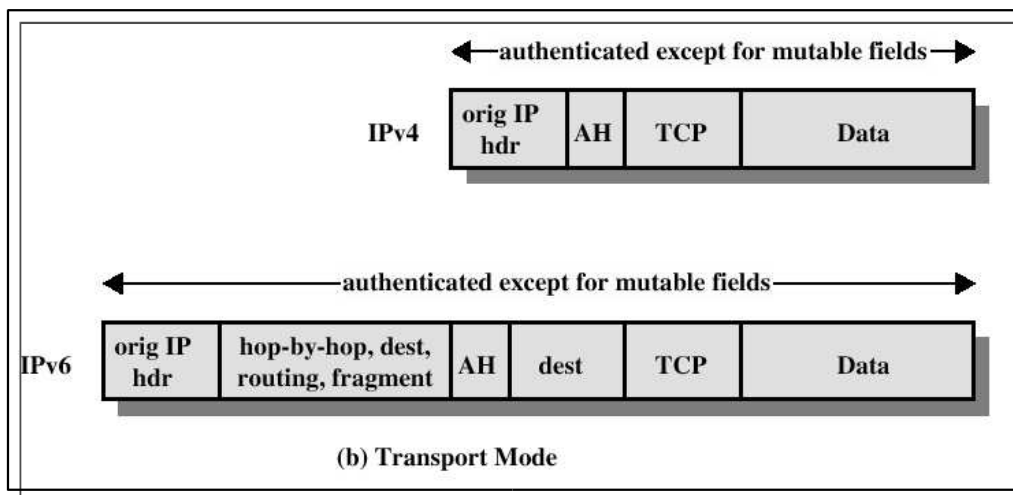 authenticated except for mutable fields
IPv4
orig IP
hdr
AH
TCP
Data
authenticated except for mutable fields
IPv6
orig IP
hdr
hop-by-hop, dest,
routing, fragment
AH
dest
TCP
Data
(b) Transport Mode